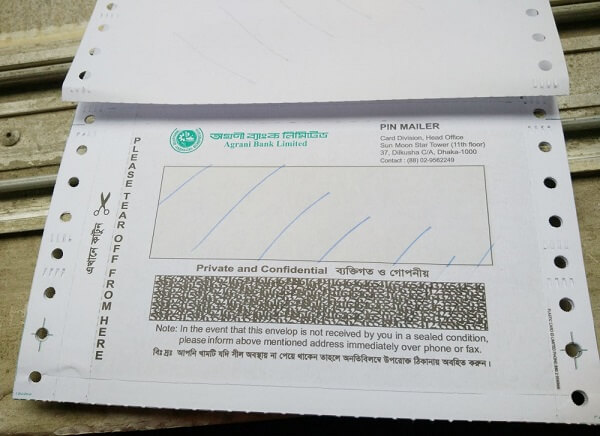 অগ্রণী ব্যাংক লিমিটেড
Agrani Bank Limited
PIN MAILER
Card Division, Head Office
Sun Moon Star Tower (11th floor)
37, Dilkusha C/A, Dhaka-1000
Contact : (88) 02-9562249
PLEASE TEAR OFF FROM HERE
এখানে কাটুন
Private and Confidential ব্যক্তিগত ও গোপনীয়
Note: In the event that this envelop is not received by you in a sealed condition,
please inform above mentioned address immediately over phone or fax.
বিঃ দ্রঃ আপনি খামটি যদি সীল অবস্থায় না পেয়ে থাকেন তাহলে অনতিবিলম্বে উপরোক্ত ঠিকানায় অবহিত করুন।